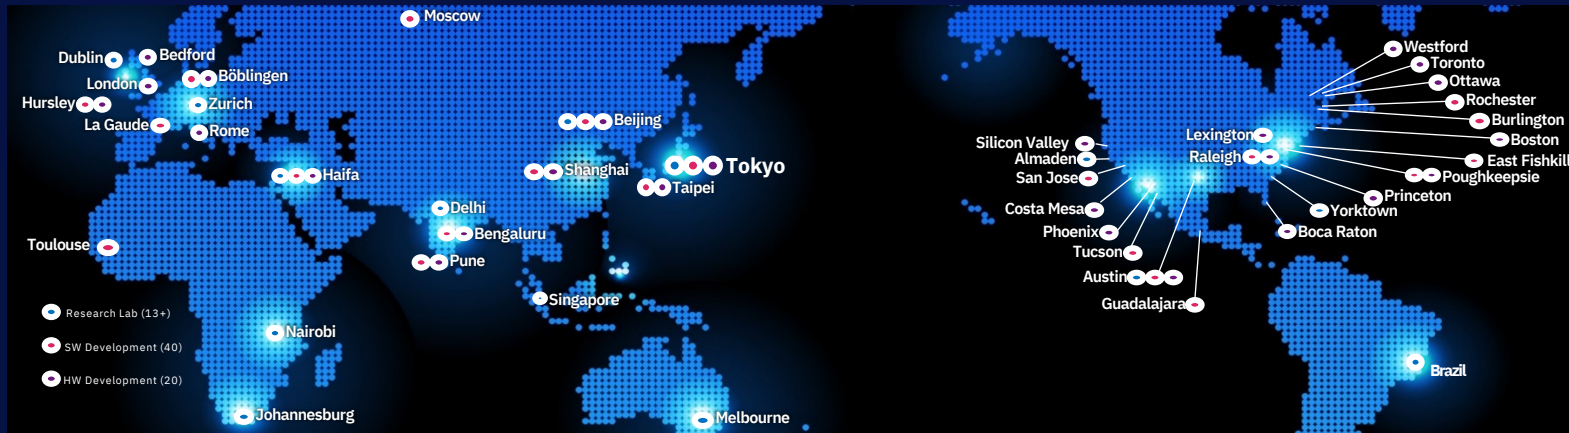 Moscow
Dublin
Bedford
London
Böblingen
Hursley
Zurich
La Gaude
Rome
Beijing
Shanghai
Tokyo
Haifa
Taipei
Delhi
Bengaluru
Toulouse
Pune
Singapore
Research Lab (13+)
SW Development (40)
HW Development (20)
Nairobi
Johannesburg
Melbourne
Westford
Toronto
Ottawa
Rochester
Burlington
Boston
Lexington
Raleigh
Silicon Valley
Almaden
San Jose
East Fishkill
Poughkeepsie
Princeton
Yorktown
Boca Raton
Costa Mesa
Phoenix
Tucson
Austin
Guadalajara
Brazil